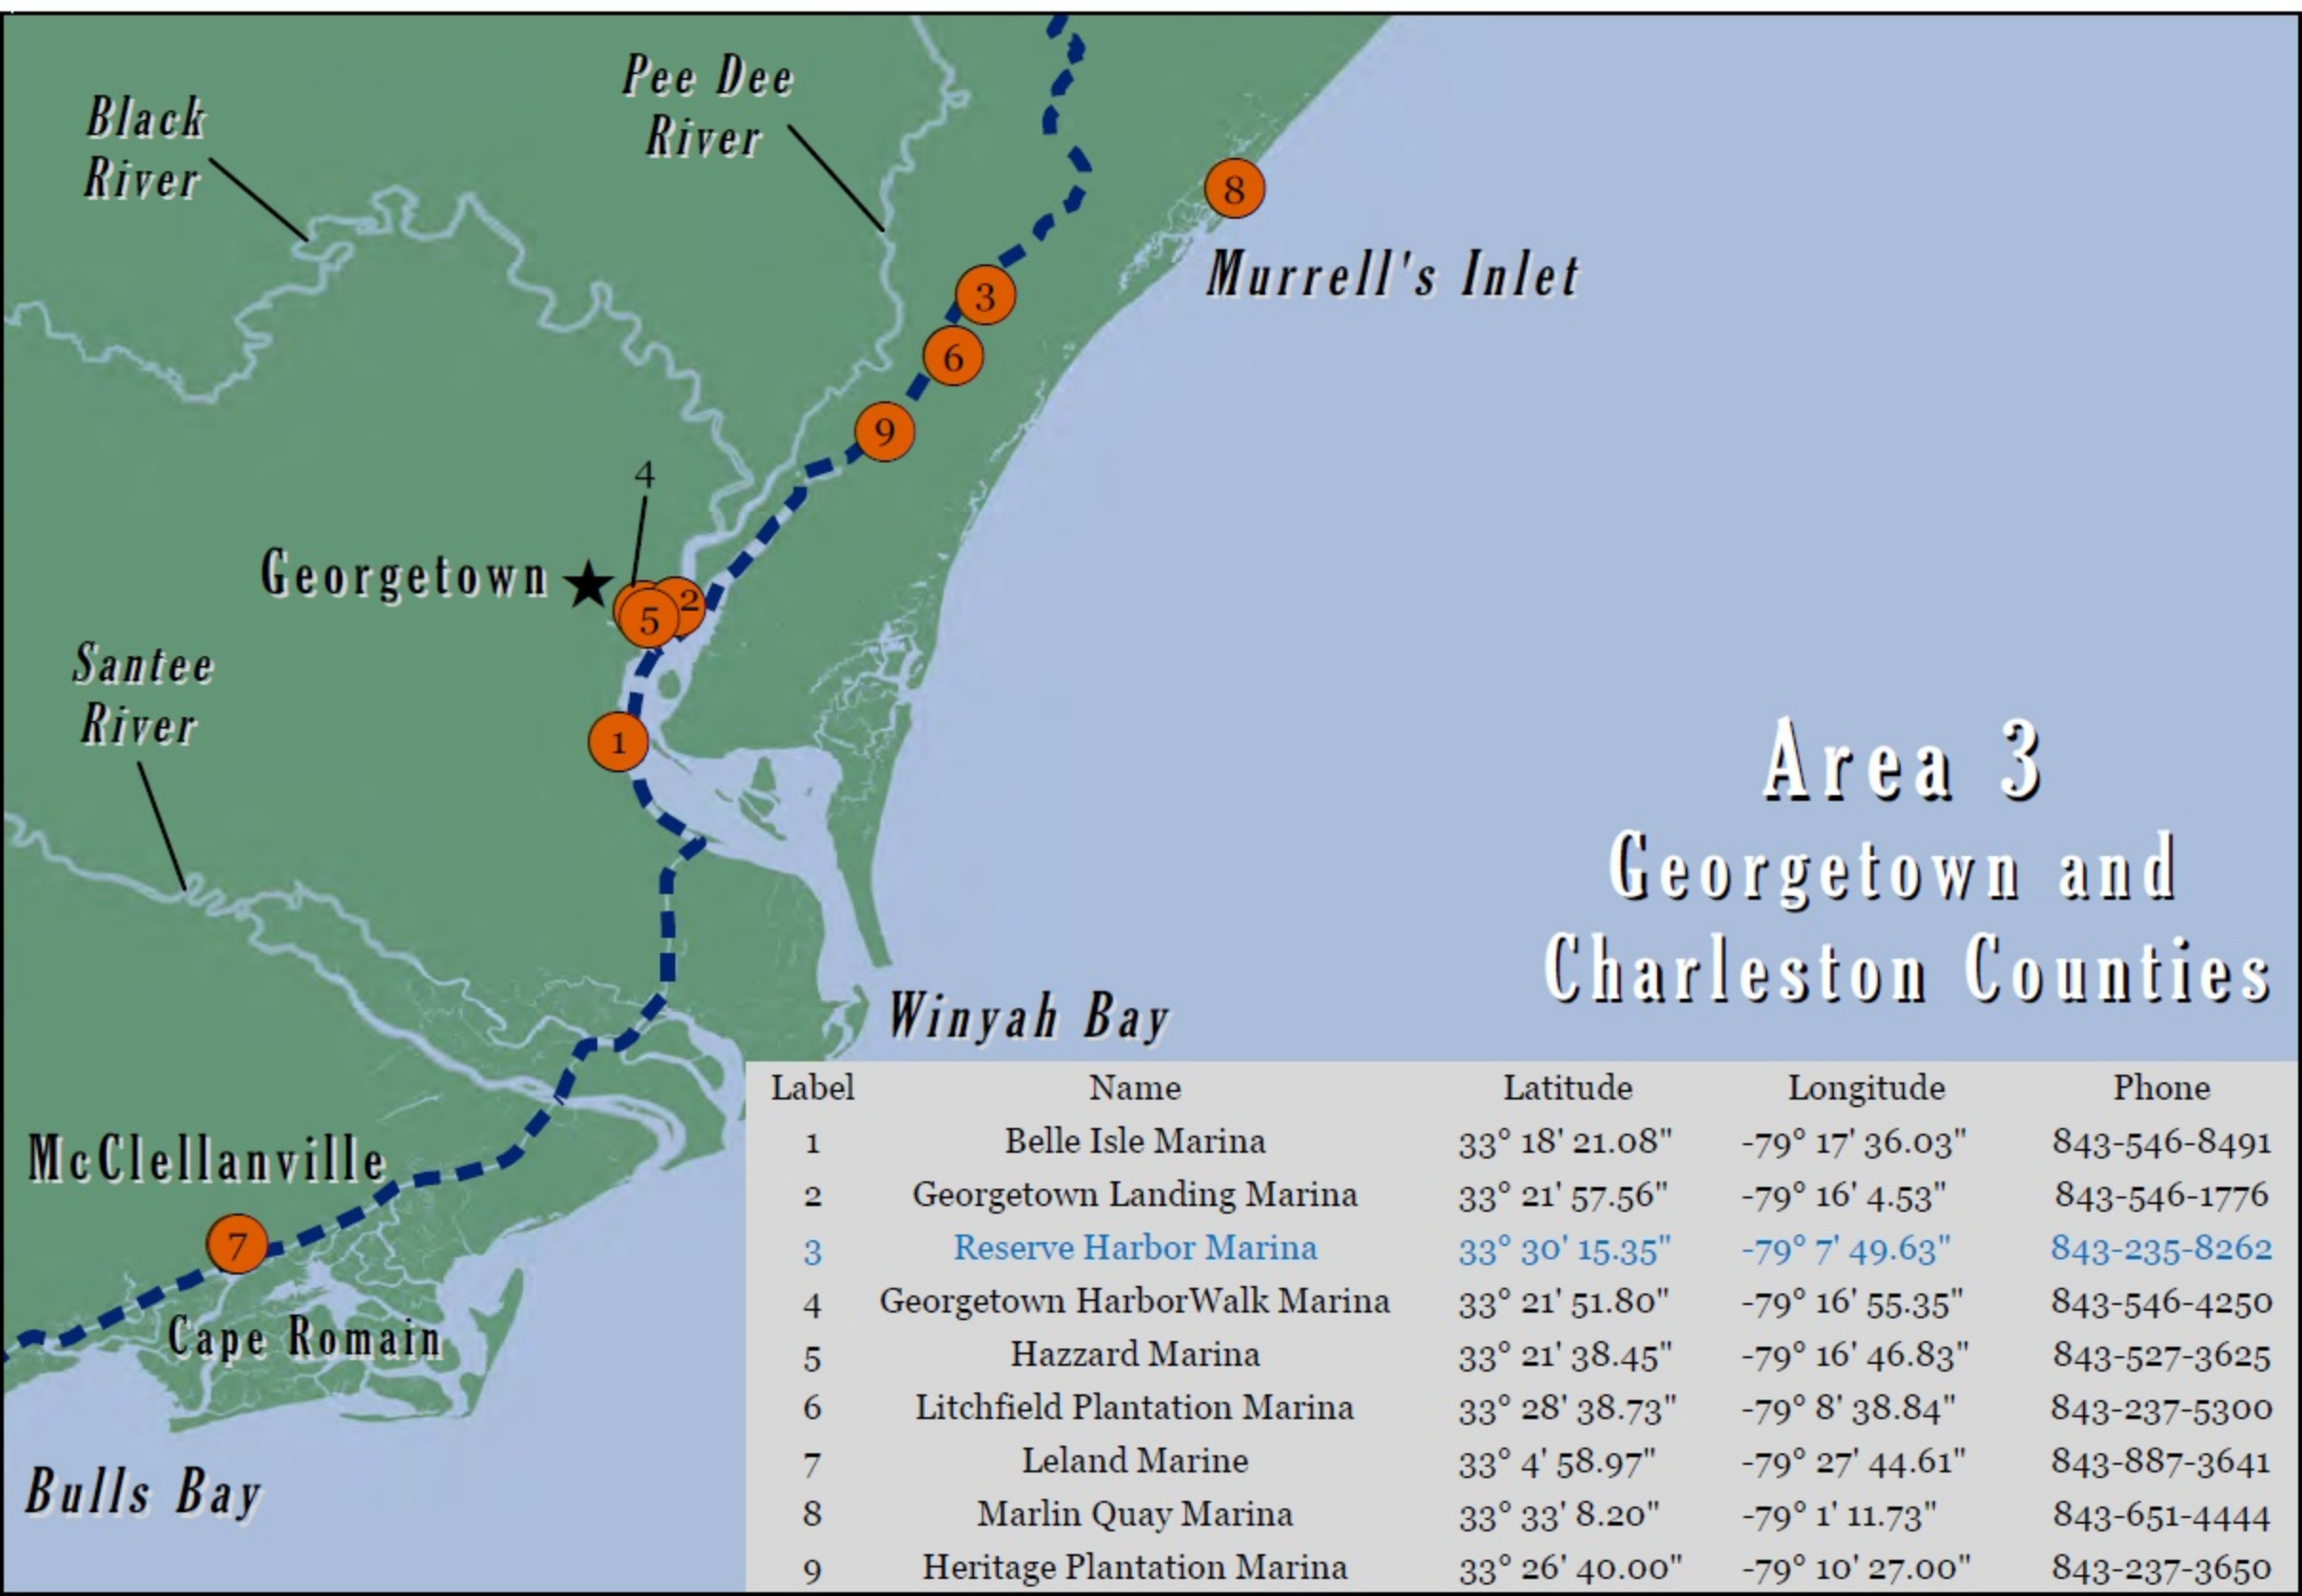 Black
River
Pee Dee
River
8
Murrell's Inlet
3
6
9
4
Georgetown
5
2
Santee
River
1
Area 3
Georgetown and
Charleston Counties
Winyah Bay
McClellanville
7
Cape Romain
Bulls Bay
Label Name Latitude Longitude Phone
1 Belle Isle Marina 33° 18' 21.08" -79° 17' 36.03" 843-546-8491
2 Georgetown Landing Marina 33° 21' 57.56" -79° 16' 4.53" 843-546-1776
3 Reserve Harbor Marina 33° 30' 15.35" -79° 7' 49.63" 843-235-8262
4 Georgetown HarborWalk Marina 33° 21' 51.80" -79° 16' 55.35" 843-546-4250
5 Hazzard Marina 33° 21' 38.45" -79° 16' 46.83" 843-527-3625
6 Litchfield Plantation Marina 33° 28' 38.73" -79° 8' 38.84" 843-237-5300
7 Leland Marine 33° 4' 58.97" -79° 27' 44.61" 843-887-3641
8 Marlin Quay Marina 33° 33' 8.20" -79° 1' 11.73" 843-651-4444
9 Heritage Plantation Marina 33° 26' 40.00" -79° 10' 27.00" 843-237-3650